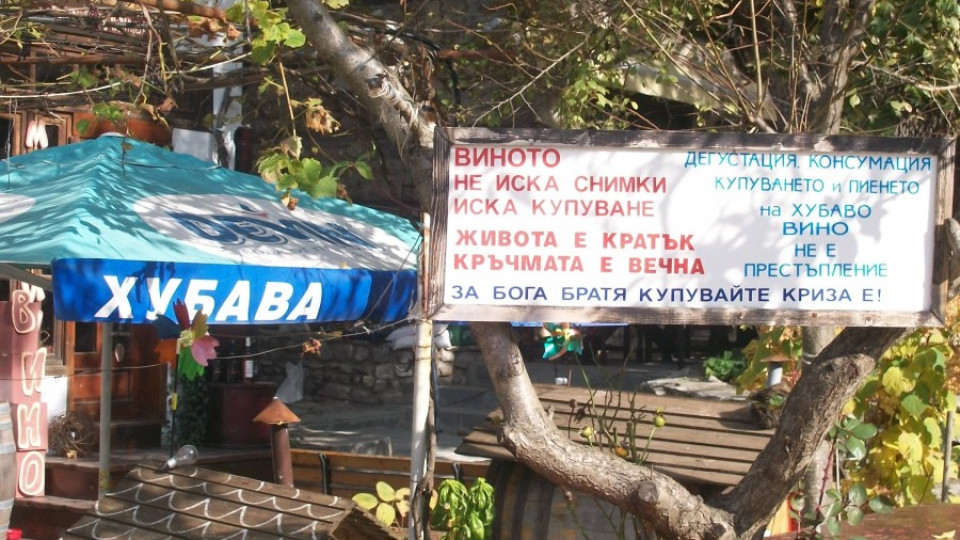 ВИНОТО
НЕ ИСКА СНИМКИ
ИСКА КУПУВАНЕ
ЖИВОТА Е КРАТЪК
КРЪЧМАТА Е ВЕЧНА
ДЕГУСТАЦИЯ, КОНСУМАЦИЯ
КУПУВАНЕТО и ПИЕНЕТО
на ХУБАВО
ВИНО
НЕ Е
ПРЕСТЪПЛЕНИЕ
ЗА БОГА БРАТЯ КУПУВАЙТЕ КРИЗА Е!
ХУБАВА
ВИНО